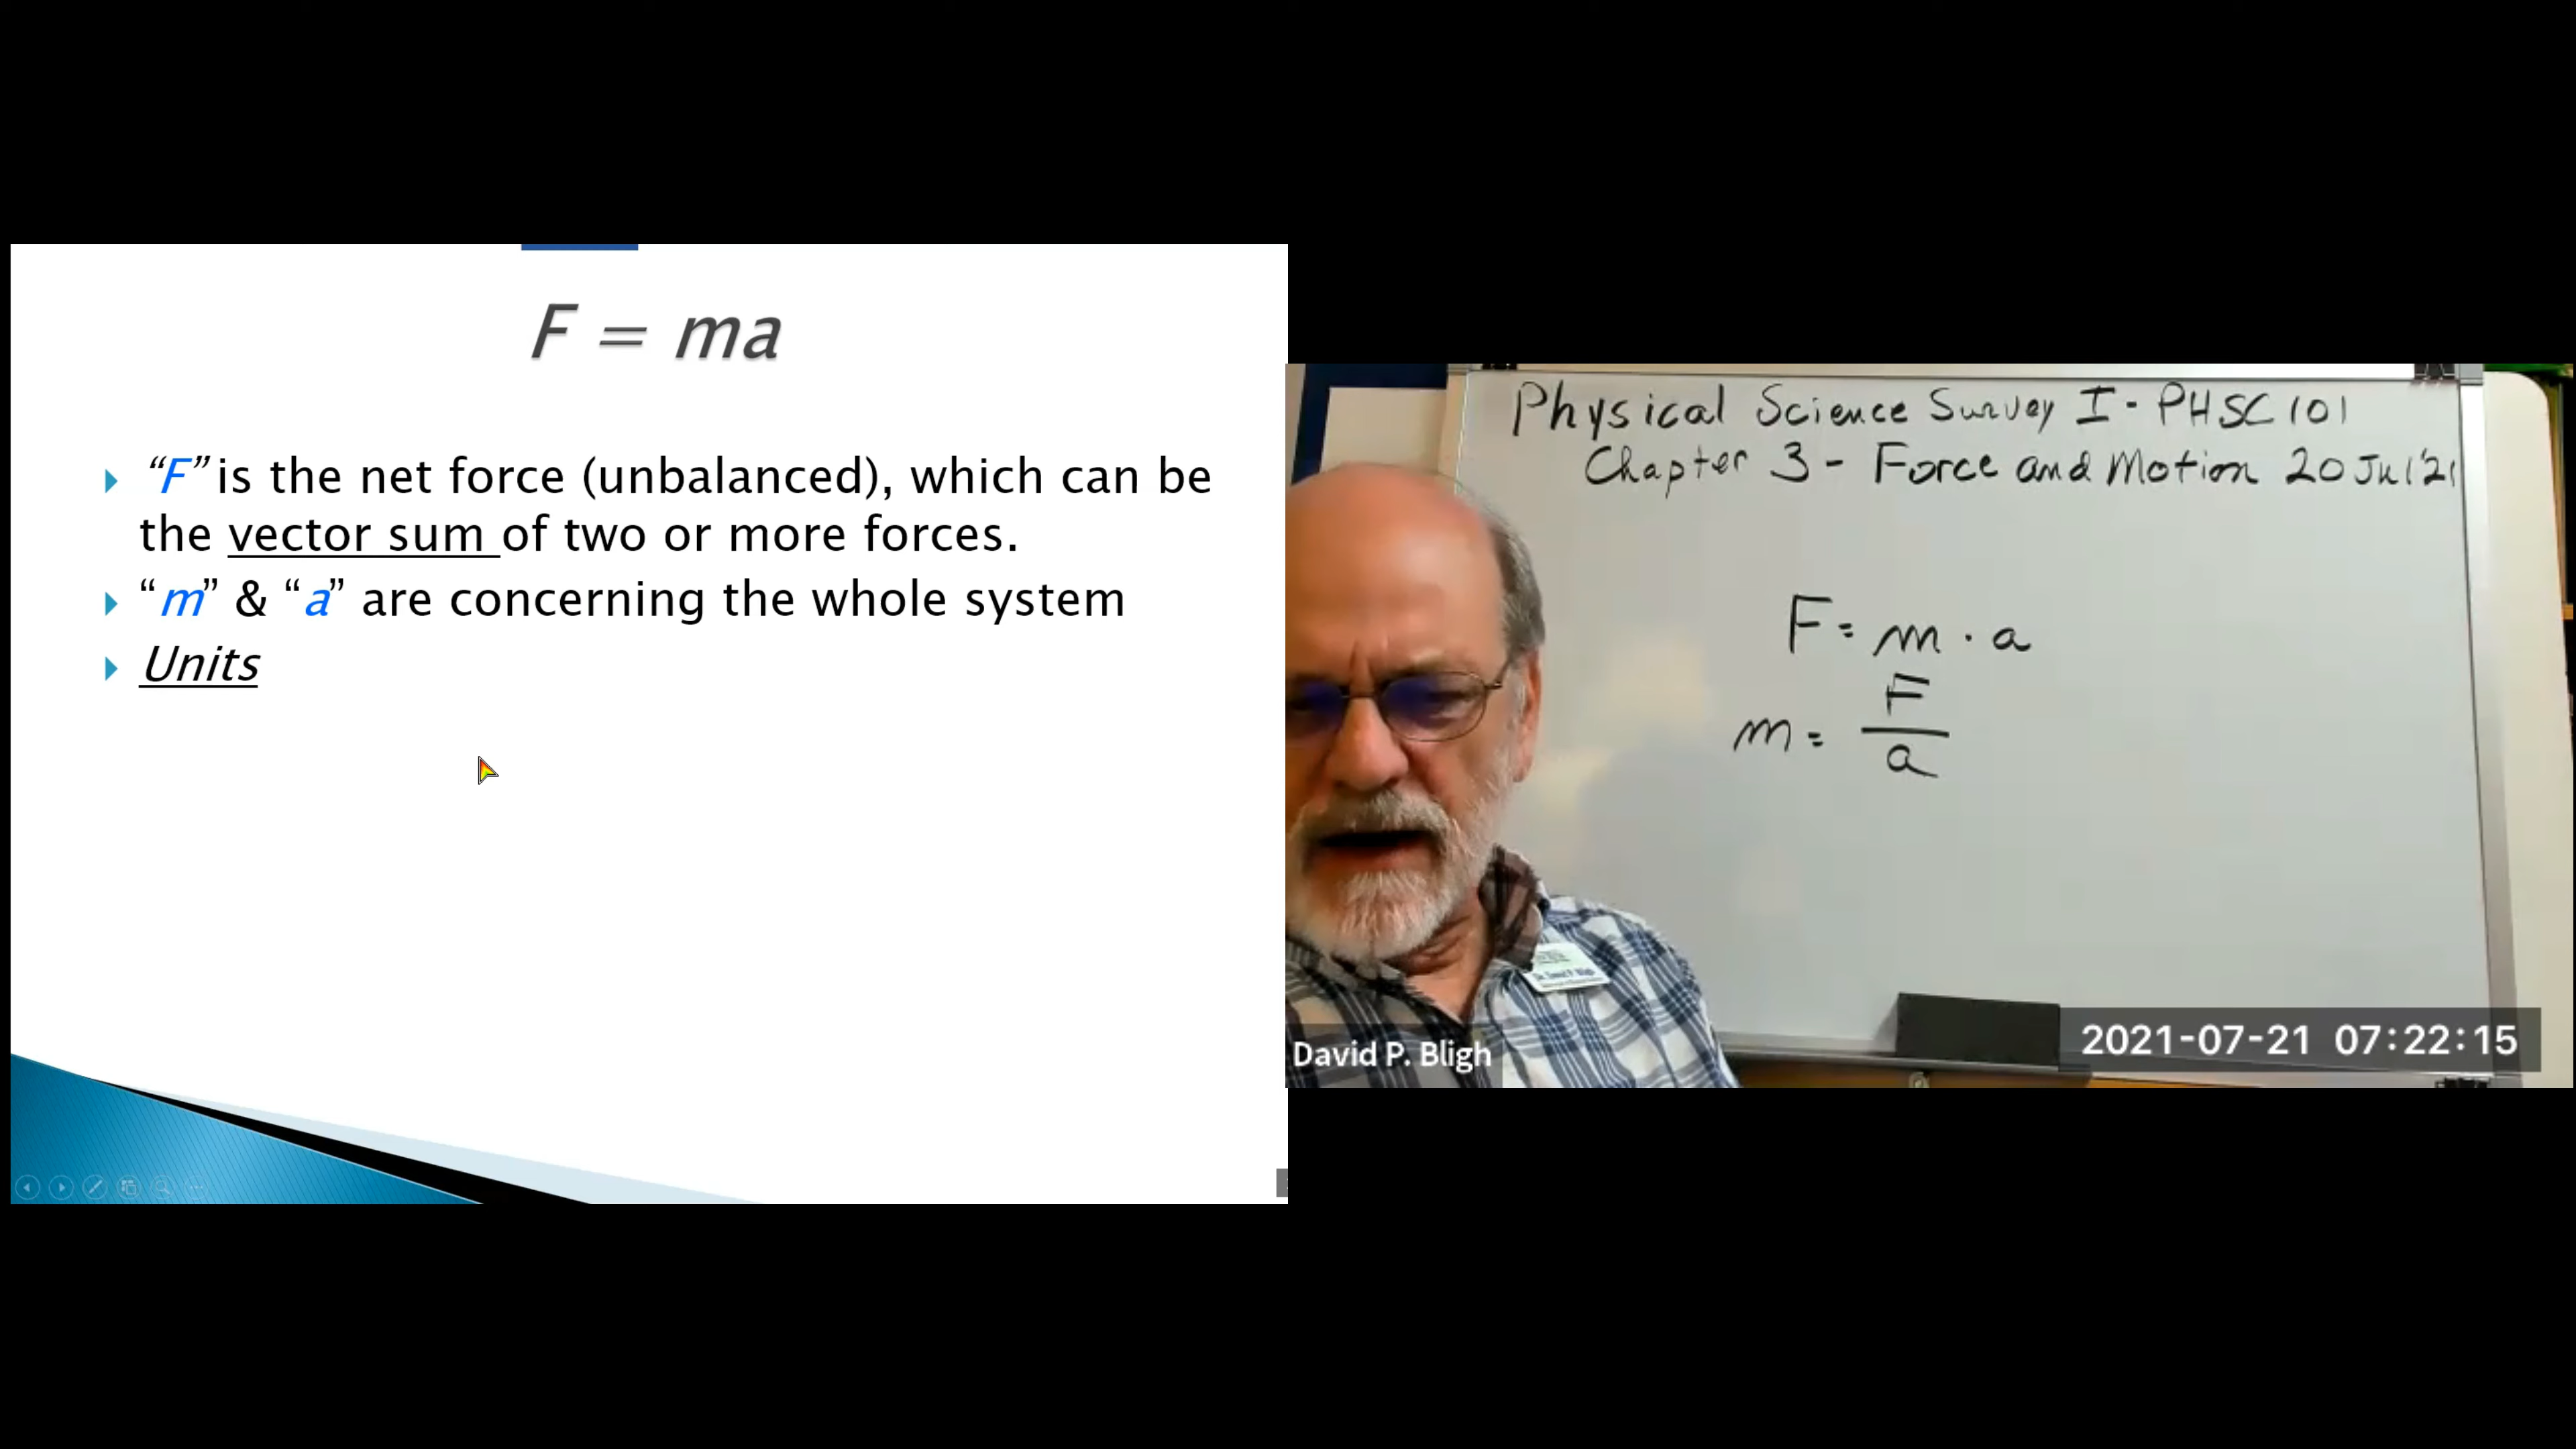 F = ma
“F” is the net force (unbalanced), which can be
the vector sum of two or more forces.
“m” & “a” are concerning the whole system
Units
Physical Science Survey I - PHSC 101
Chapter 3 - Force and Motion 20 Jul '21
F = m · a
m = F
a
David P. Bligh
2021-07-21 07:22:15